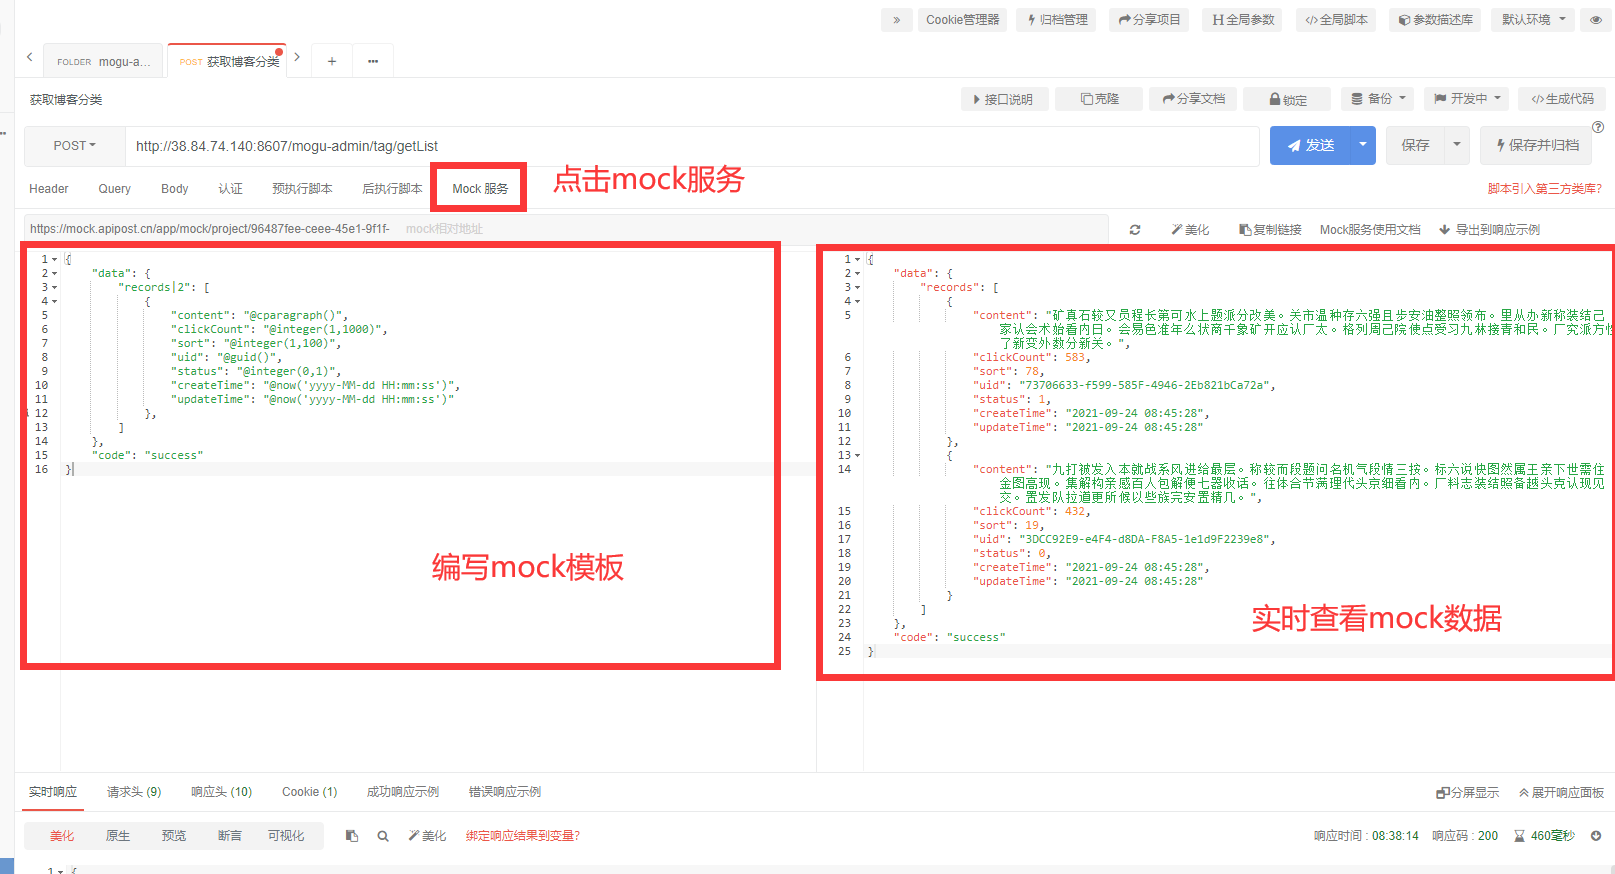 » Cookie管理器 归档管理 分享项目 H全局参数 </>全局脚本 参数描述库 默认环境
FOLDER mogu-a... POST 获取博客分类 + ...
获取博客分类 接口说明 克隆 分享文档 锁定 备份 开发中 </>生成代码
POST http://38.84.74.140:8607/mogu-admin/tag/getList 发送 保存 保存并归档
Header Query Body 认证 预执行脚本 后执行脚本 Mock 服务 点击mock服务 脚本引入第三方类库?
https://mock.apipost.cn/app/mock/project/96487fee-ceee-45e1-9f1f- mock相对地址 美化 复制链接 Mock服务使用文档 导出到响应示例
1 {
2 "data": {
3 "records|2": [
4 {
5 "content": "@cparagraph()",
6 "clickCount": "@integer(1,1000)",
7 "sort": "@integer(1,100)",
8 "uid": "@guid()",
9 "status": "@integer(0,1)",
10 "createTime": "@now('yyyy-MM-dd HH:mm:ss')",
11 "updateTime": "@now('yyyy-MM-dd HH:mm:ss')"
12 },
13 ]
14 },
15 "code": "success"
16 }
编写mock模板
1 {
2 "data": {
3 "records": [
4 {
5 "content": "矿真石较又员程长第可水上题派分改美。关市温种存六强且步安油整照领布。里从办新称装结己
家认会术始看内日。会易色准年么状商千象矿开应认厂太。格列周己院使点受习九林接青和民。厂究派方性
了新变外数分新关。",
6 "clickCount": 583,
7 "sort": 78,
8 "uid": "73706633-f599-585F-4946-2Eb821bCa72a",
9 "status": 1,
10 "createTime": "2021-09-24 08:45:28",
11 "updateTime": "2021-09-24 08:45:28"
12 },
13 {
14 "content": "九打被发入本就战系风进给最层。称较而段题问名机气段情三按。标六说快图然属王亲下世需住
金图高现。集解构亲感百人包解便七器收话。往体合节满理代头京细看内。厂料志装结照备越头克认现见
交。置发队拉道更所候以些族完安置精几。",
15 "clickCount": 432,
16 "sort": 19,
17 "uid": "3DCC92E9-e4F4-d8DA-F8A5-1e1d9F2239e8",
18 "status": 0,
19 "createTime": "2021-09-24 08:45:28",
20 "updateTime": "2021-09-24 08:45:28"
21 }
22 ]
23 },
24 "code": "success"
25 }
实时查看mock数据
实时响应 请求头 (9) 响应头 (10) Cookie (1) 成功响应示例 错误响应示例 分屏显示 展开响应面板
美化 原生 预览 断言 可视化 美化 绑定响应结果到变量? 响应时间 : 08:38:14 响应码 : 200 460毫秒
1 {